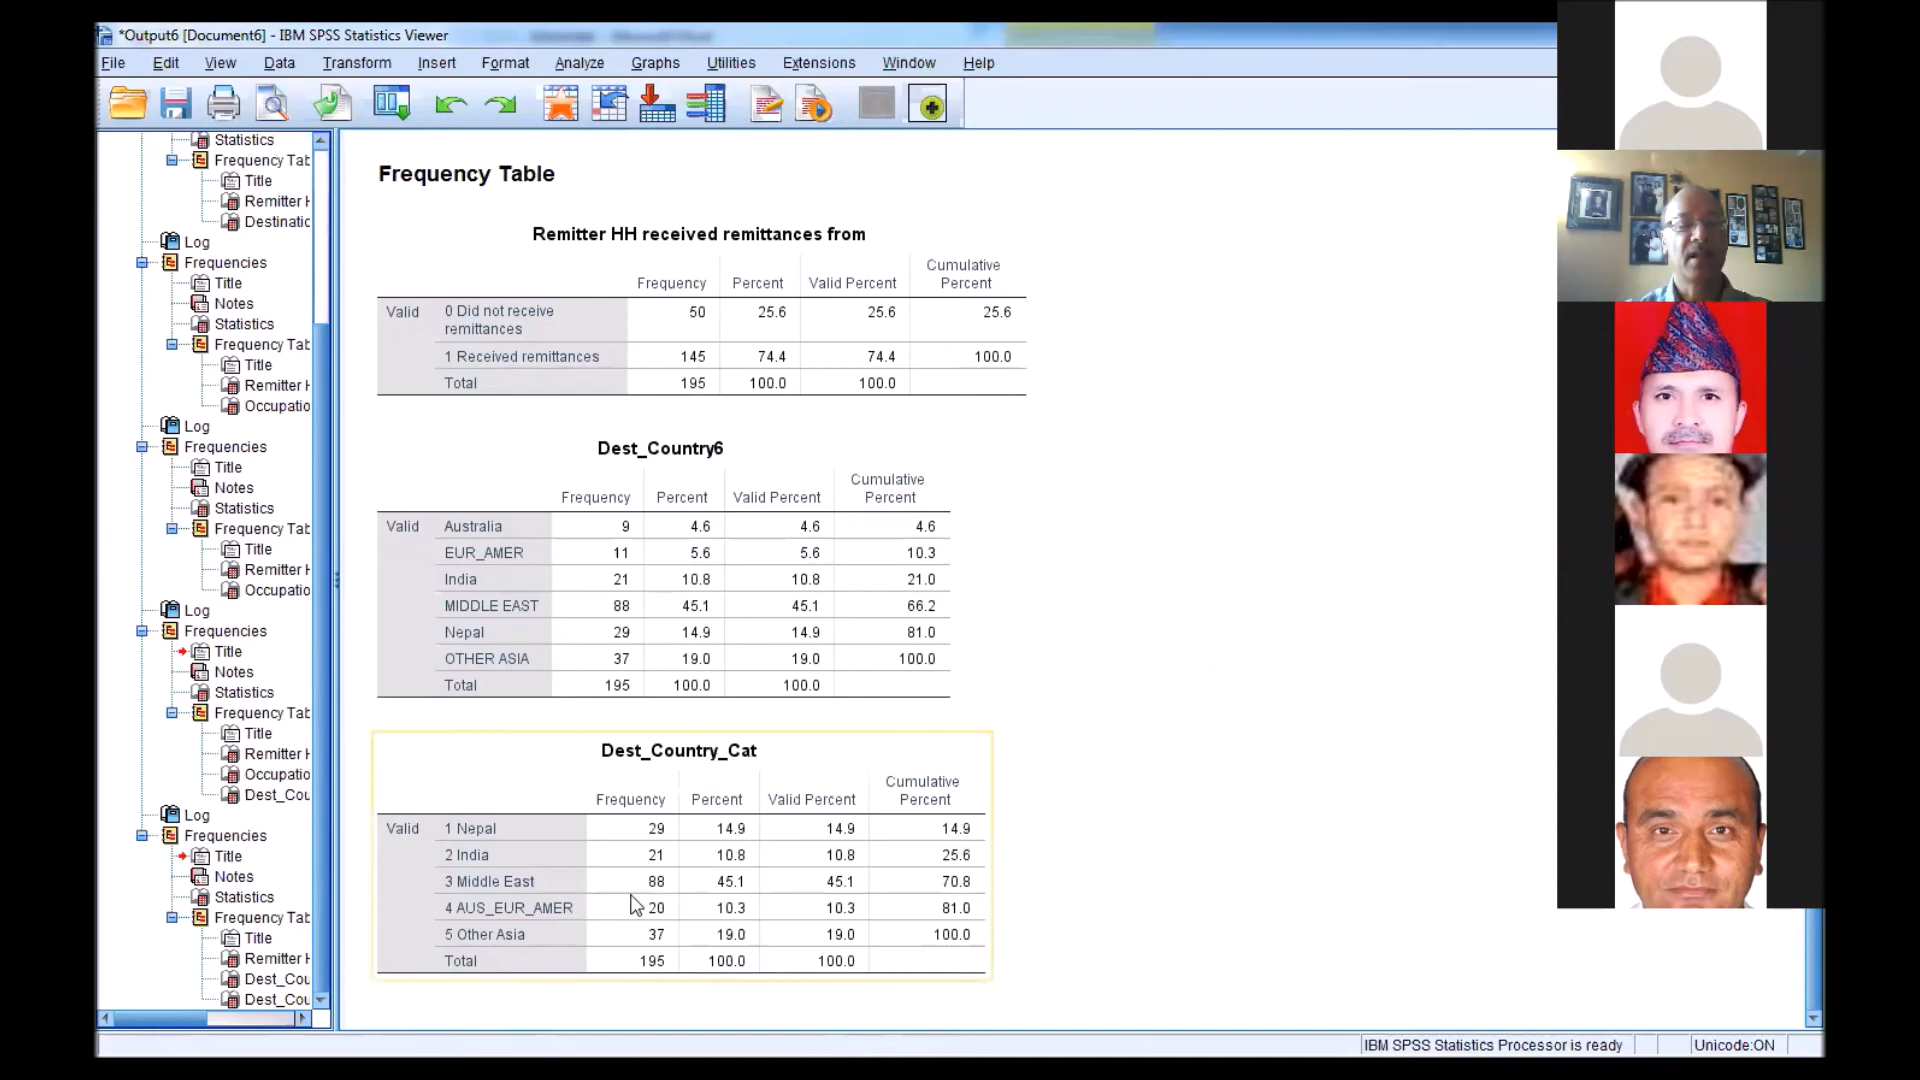 *Output6 [Document6] - IBM SPSS Statistics Viewer
File Edit View Data Transform Insert Format Analyze Graphs Utilities Extensions Window Help
Statistics
Frequency Tab
Title
Remitter H
Destinatic
Log
Frequencies
Title
Notes
Statistics
Frequency Tab
Title
Remitter H
Occupatio
Log
Frequencies
Title
Notes
Statistics
Frequency Tab
Title
Remitter H
Occupatio
Log
Frequencies
Title
Notes
Statistics
Frequency Tab
Title
Remitter H
Occupatio
Dest_Cou
Log
Frequencies
Title
Notes
Statistics
Frequency Tab
Title
Remitter H
Dest_Cou
Dest_Cou
Frequency Table
Remitter HH received remittances from
Frequency Percent Valid Percent Cumulative Percent
Valid 0 Did not receive remittances 50 25.6 25.6 25.6
1 Received remittances 145 74.4 74.4 100.0
Total 195 100.0 100.0
Dest_Country6
Frequency Percent Valid Percent Cumulative Percent
Valid Australia 9 4.6 4.6 4.6
EUR_AMER 11 5.6 5.6 10.3
India 21 10.8 10.8 21.0
MIDDLE EAST 88 45.1 45.1 66.2
Nepal 29 14.9 14.9 81.0
OTHER ASIA 37 19.0 19.0 100.0
Total 195 100.0 100.0
Dest_Country_Cat
Frequency Percent Valid Percent Cumulative Percent
Valid 1 Nepal 29 14.9 14.9 14.9
2 India 21 10.8 10.8 25.6
3 Middle East 88 45.1 45.1 70.8
4 AUS_EUR_AMER 20 10.3 10.3 81.0
5 Other Asia 37 19.0 19.0 100.0
Total 195 100.0 100.0
IBM SPSS Statistics Processor is ready Unicode:ON